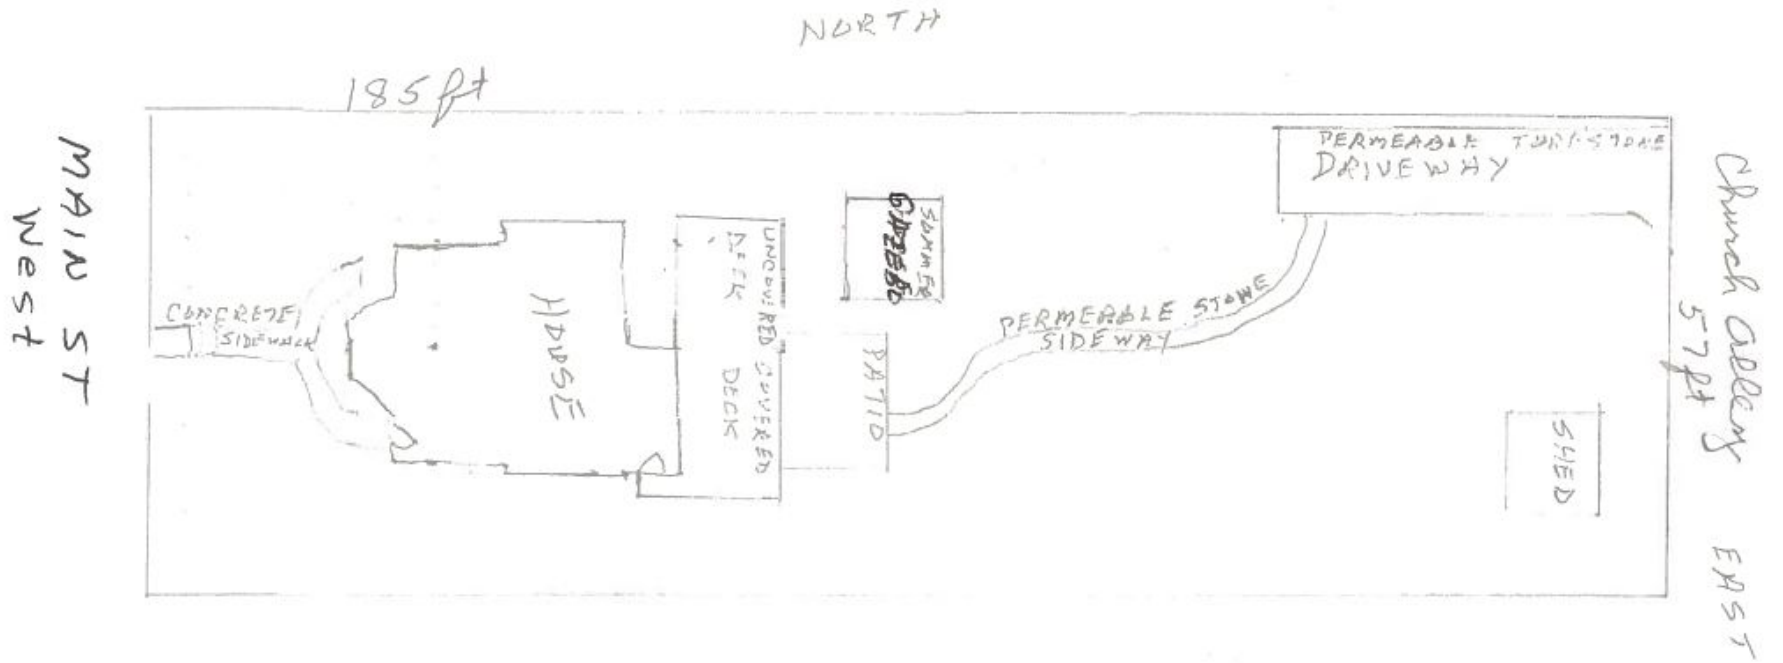 NORTH
185 ft
MAIN ST
West
CONCRETE
SIDEWALK
HOUSE
UNCOVERED COVERED
DECK DECK
SUMMER
GAZEBO
PATIO
PERMEABLE STONE
SIDEWAY
PERMEABLE TURFSTONE
DRIVEWAY
SHED
Church Alley EAST
57 ft